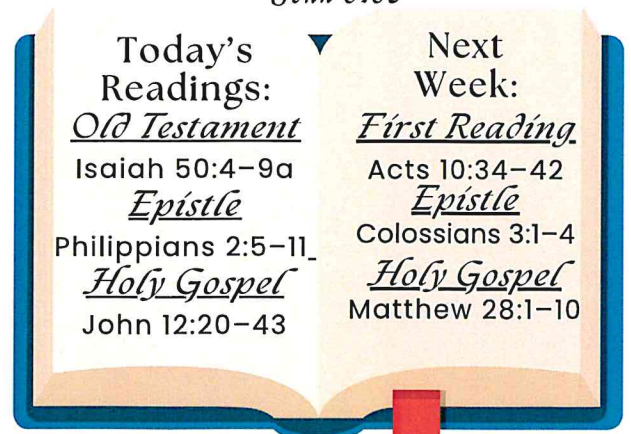 Today's
Readings:
Old Testament
Isaiah 50:4–9a
Epistle
Philippians 2:5–11
Holy Gospel
John 12:20–43
Next
Week:
First Reading
Acts 10:34–42
Epistle
Colossians 3:1–4
Holy Gospel
Matthew 28:1–10